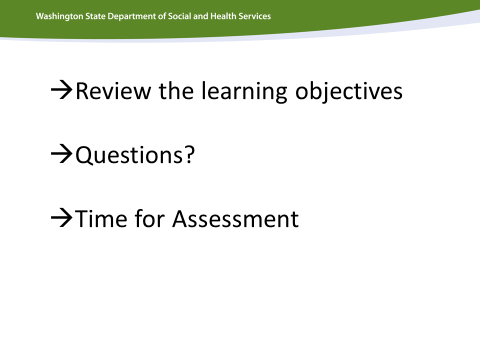 Washington State Department of Social and Health Services
→Review the learning objectives
→Questions?
→Time for Assessment